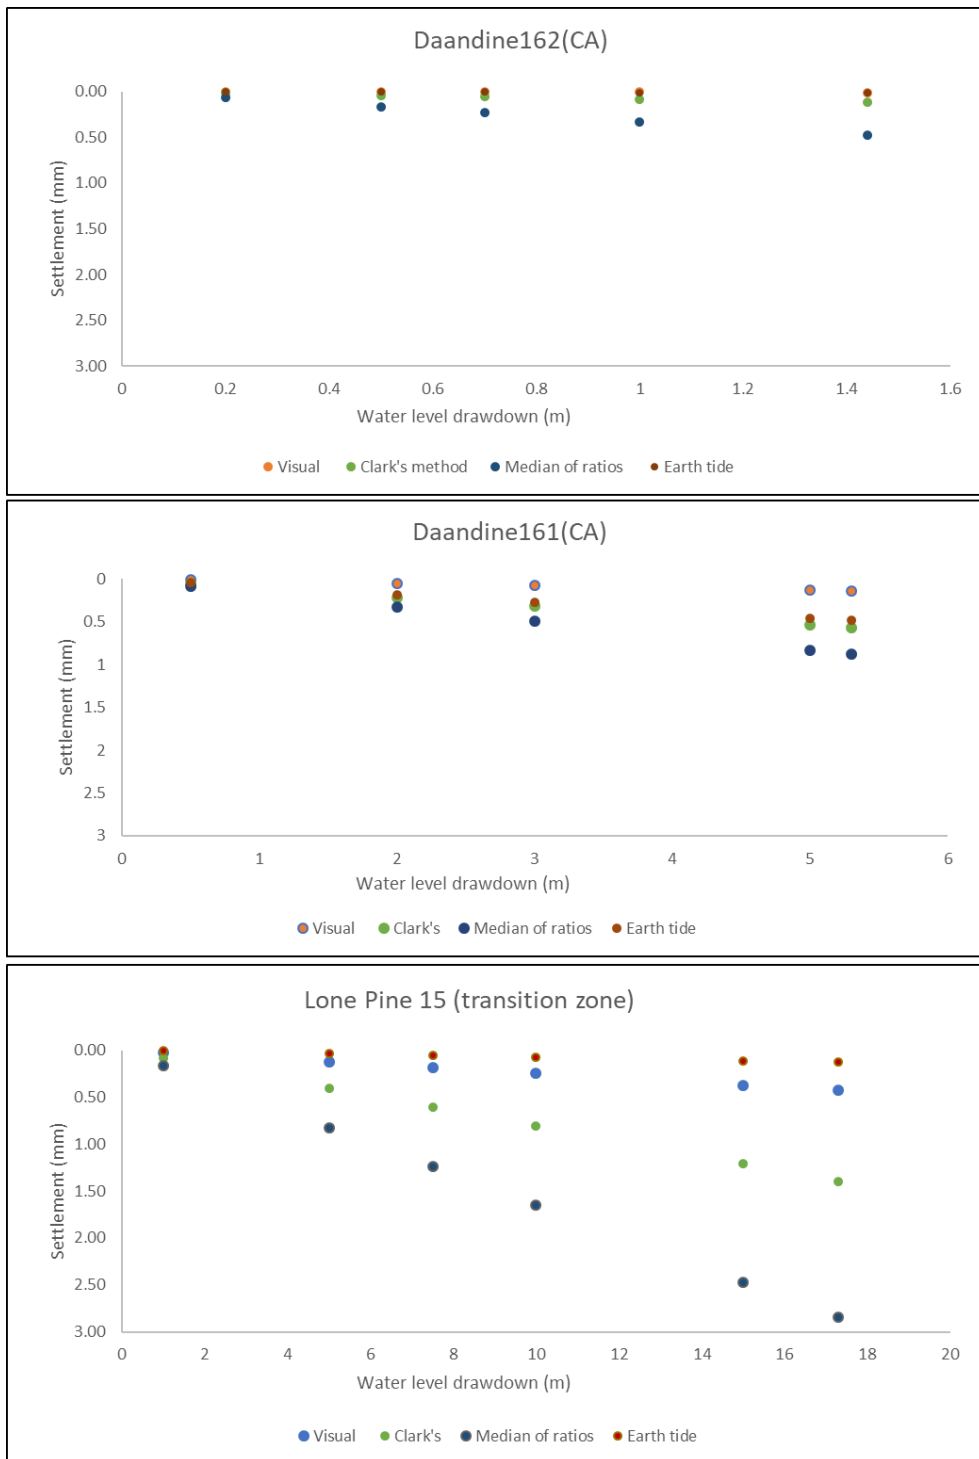 Daandine162(CA)
0.00
0.50
1.00
1.50
2.00
2.50
3.00
Settlement (mm)
0 0.2 0.4 0.6 0.8 1 1.2 1.4 1.6
Water level drawdown (m)
Visual Clark's method Median of ratios Earth tide
Daandine161(CA)
0
0.5
1
1.5
2
2.5
3
Settlement (mm)
0 1 2 3 4 5 6
Water level drawdown (m)
Visual Clark's Median of ratios Earth tide
Lone Pine 15 (transition zone)
0.00
0.50
1.00
1.50
2.00
2.50
3.00
Settlement (mm)
0 2 4 6 8 10 12 14 16 18 20
Water level drawdown (m)
Visual Clark's Median of ratios Earth tide